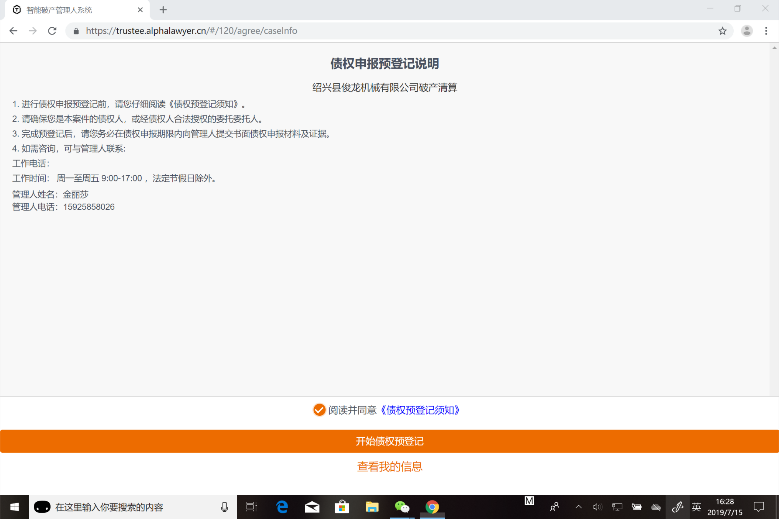 智能破产管理人系统
https://trustee.alphalawyer.cn/#/120/agree/caseInfo
债权申报预登记说明
绍兴县俊龙机械有限公司破产清算
1. 进行债权申报预登记前，请您仔细阅读《债权预登记须知》。
2. 请确保您是本案件的债权人，或经债权人合法授权的委托委托人。
3. 完成预登记后，请您务必在债权申报期限内向管理人提交书面债权申报材料及证据。
4. 如需咨询，可与管理人联系:
工作电话：
工作时间： 周一至周五 9:00-17:00 ，法定节假日除外。
管理人姓名：金丽莎
管理人电话：15925858026
阅读并同意《债权预登记须知》
开始债权预登记
查看我的信息
在这里输入你要搜索的内容
M
英
16:28
2019/7/15